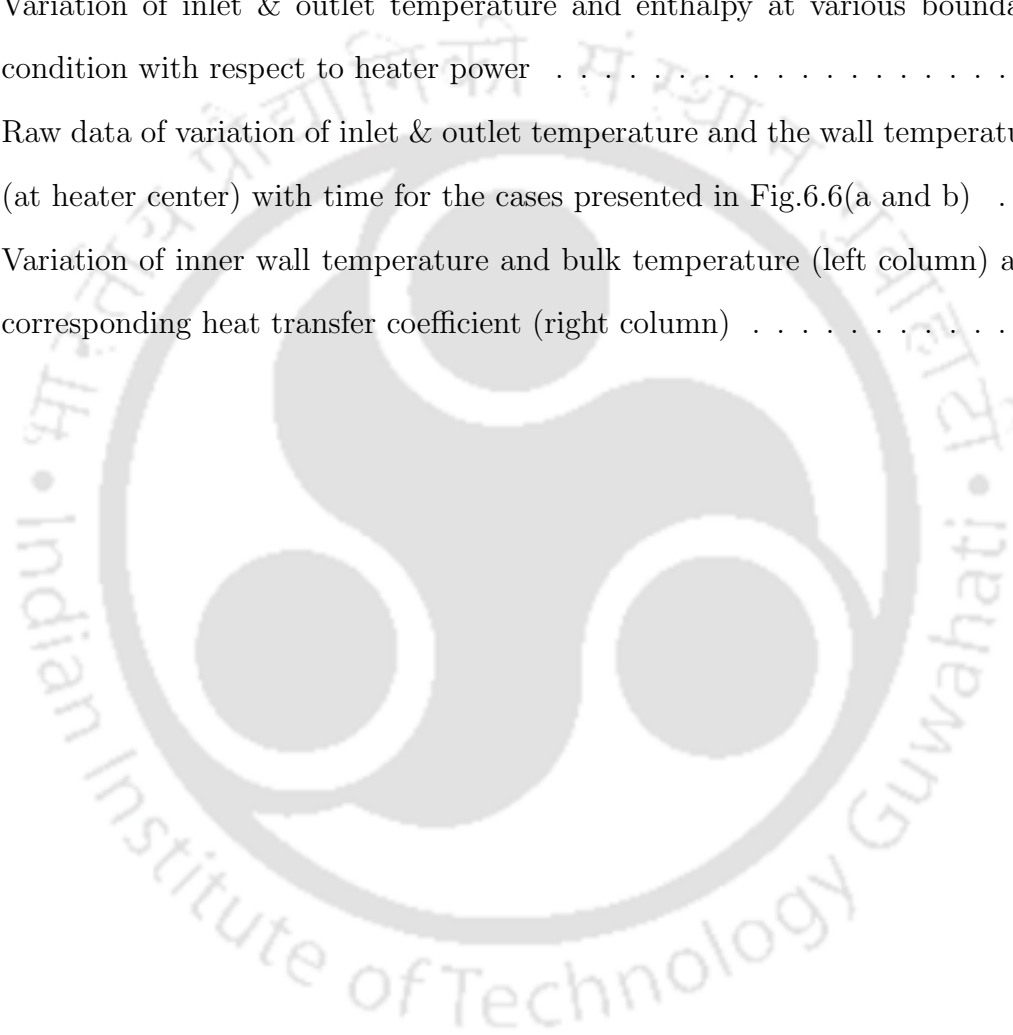 Variation of inlet & outlet temperature and enthalpy at various bounda
condition with respect to heater power . . . . . . . . . . . . . . . . . . .
Raw data of variation of inlet & outlet temperature and the wall temperatu
(at heater center) with time for the cases presented in Fig.6.6(a and b) .
Variation of inner wall temperature and bulk temperature (left column) a
corresponding heat transfer coefficient (right column) . . . . . . . . . . .
Indian Institute of Technology Guwahati